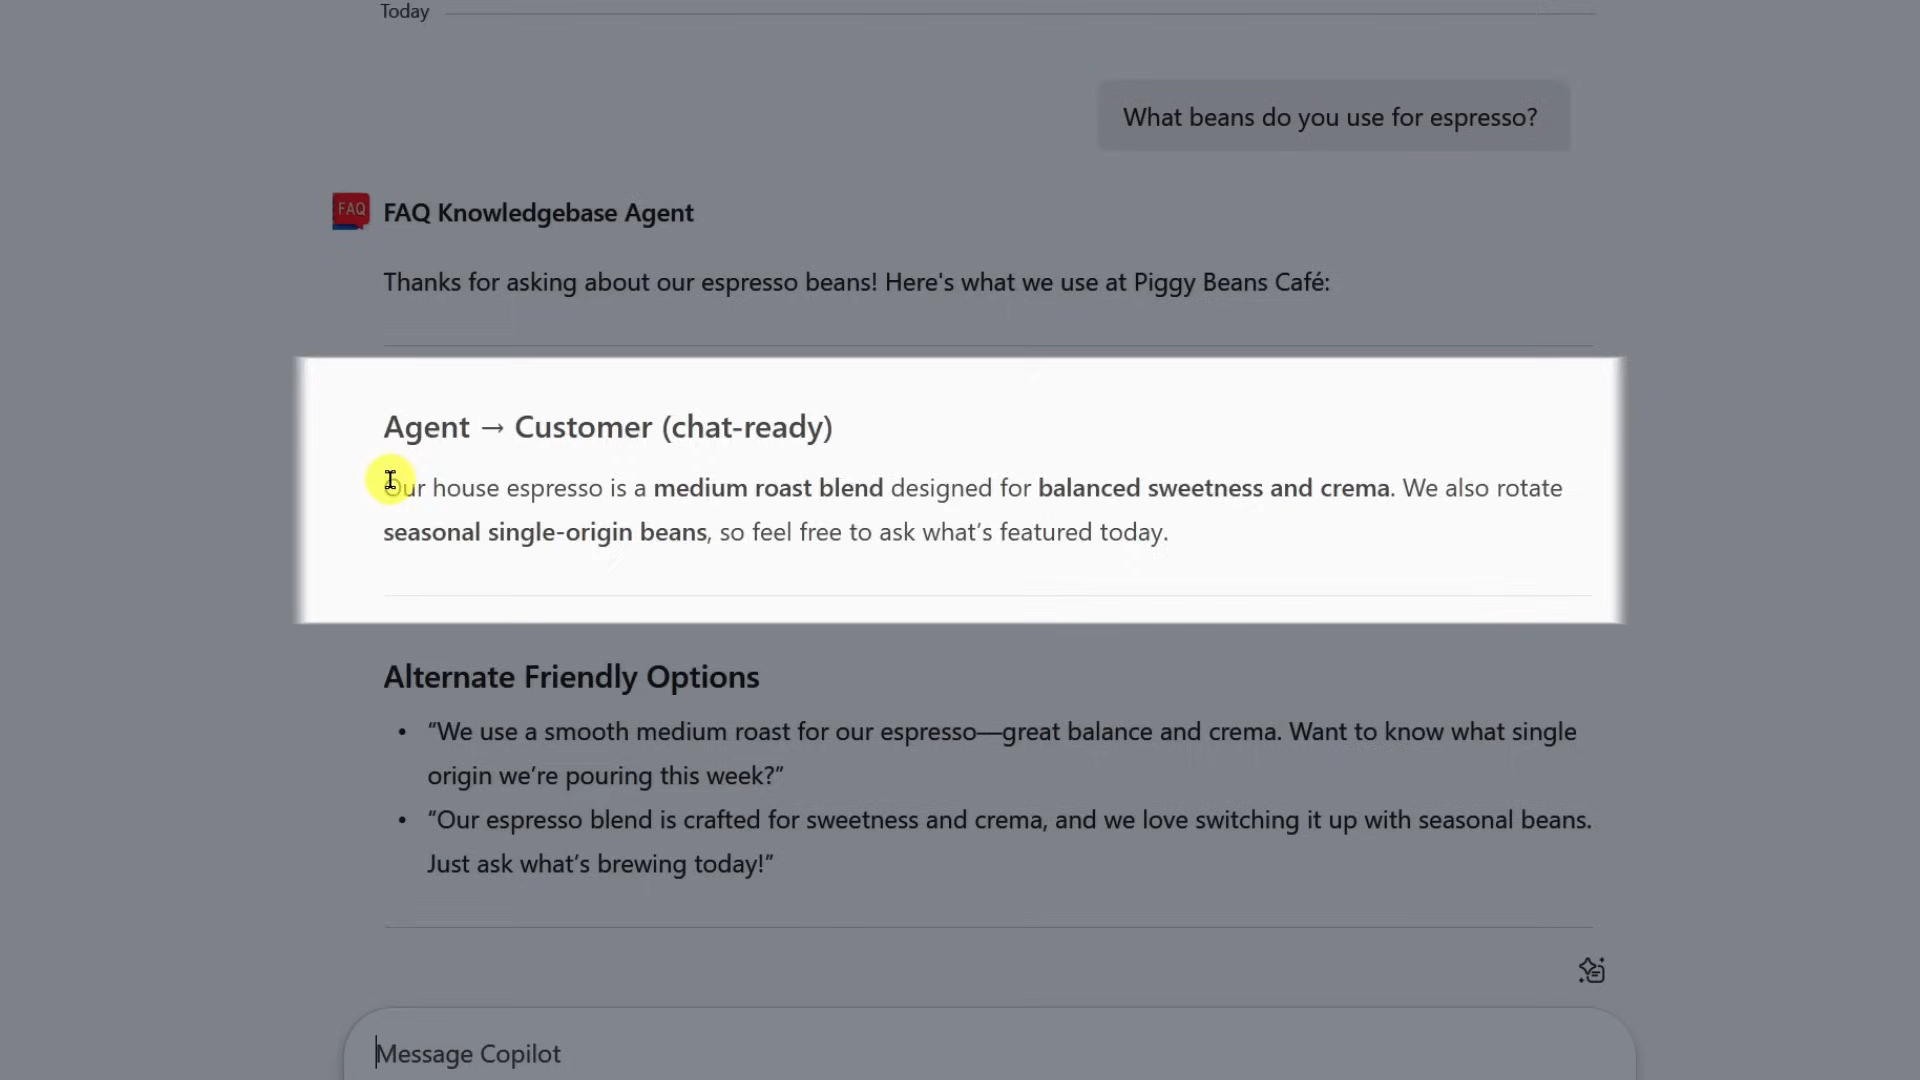 Today
What beans do you use for espresso?
FAQ
FAQ Knowledgebase Agent
Thanks for asking about our espresso beans! Here's what we use at Piggy Beans Café:
Agent → Customer (chat-ready)
Our house espresso is a medium roast blend designed for balanced sweetness and crema. We also rotate
seasonal single-origin beans, so feel free to ask what’s featured today.
Alternate Friendly Options
• “We use a smooth medium roast for our espresso—great balance and crema. Want to know what single
origin we’re pouring this week?”
• “Our espresso blend is crafted for sweetness and crema, and we love switching it up with seasonal beans.
Just ask what’s brewing today!”
Message Copilot